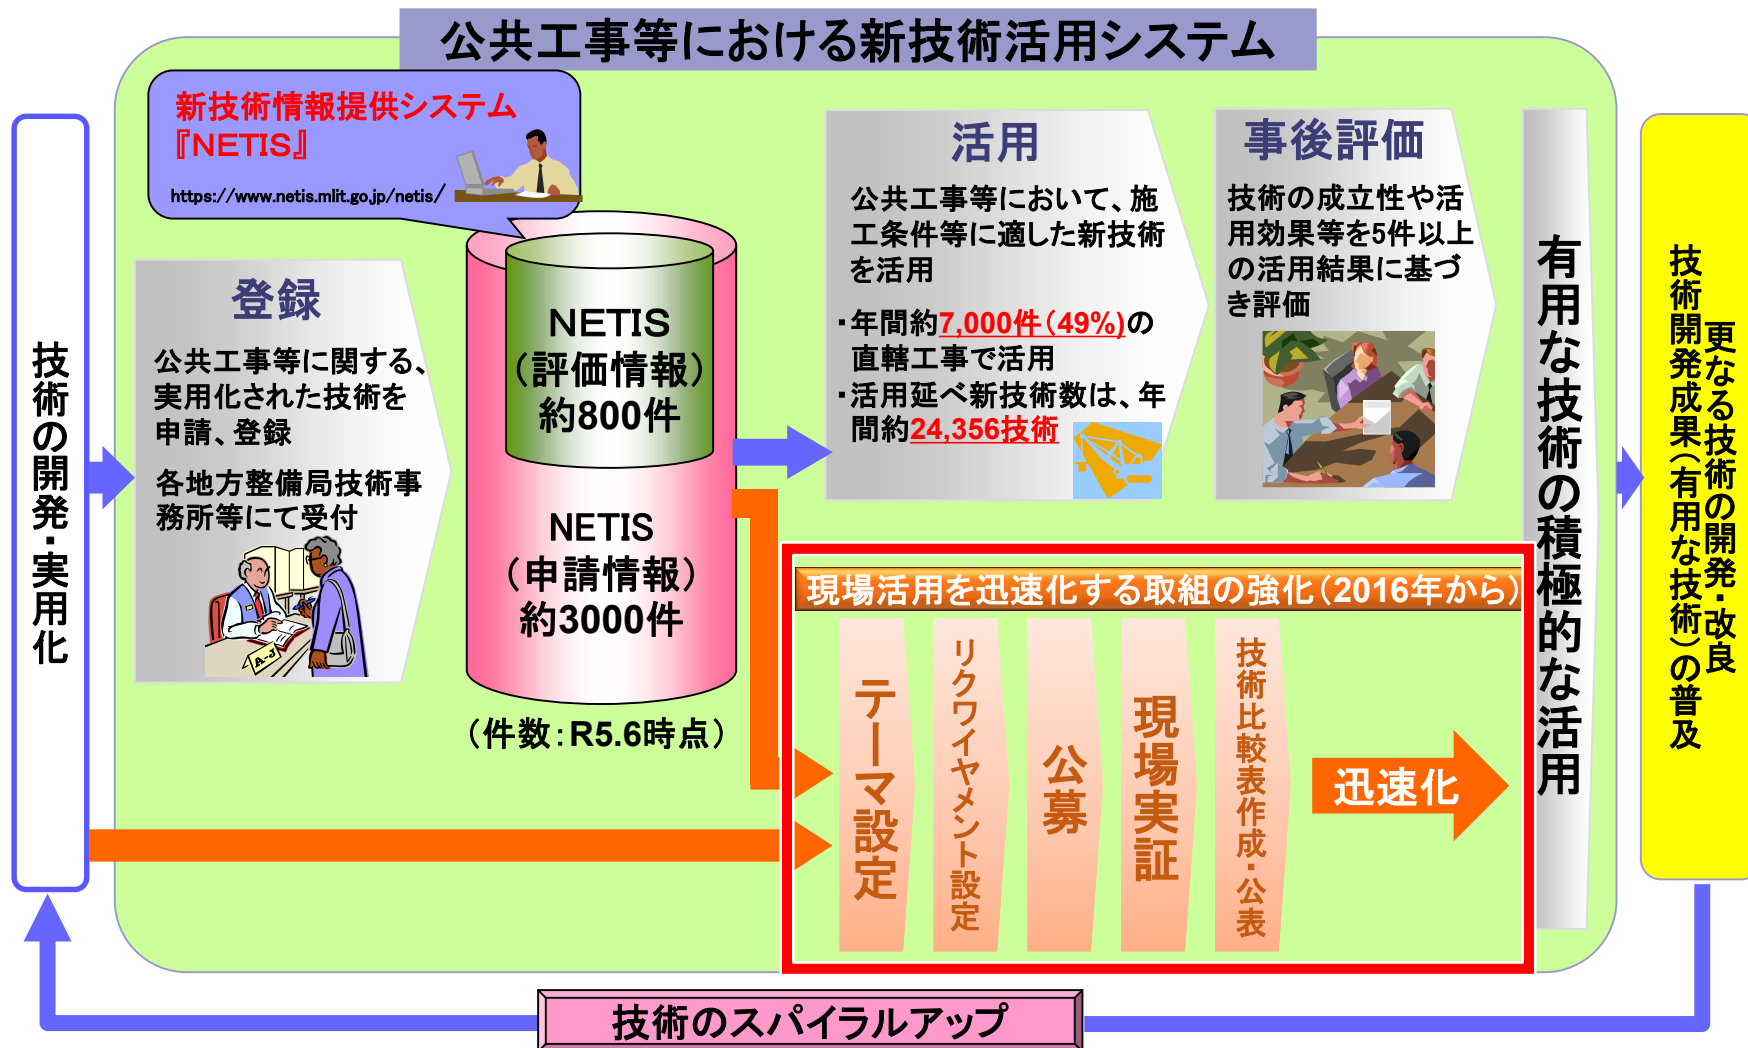 公共工事等における新技術活用システム
新技術情報提供システム
『NETIS』
https://www.netis.mlit.go.jp/netis/
技術の開発・実用化
登録
公共工事等に関する、
実用化された技術を
申請、登録
各地方整備局技術事
務所等にて受付
A-J
NETIS
（評価情報）
約800件
NETIS
（申請情報）
約3000件
（件数：R5.6時点）
活用
公共工事等において、施
工条件等に適した新技術
を活用
・年間約7,000件（49%)の
直轄工事で活用
・活用延べ新技術数は、年
間約24,356技術
事後評価
技術の成立性や活
用効果等を5件以上
の活用結果に基づ
き評価
有用な技術の積極的な活用
更なる技術の開発・改良
技術開発成果（有用な技術）の普及
現場活用を迅速化する取組の強化（2016年から）
テーマ設定
リクワイヤメント設定
公募
現場実証
技術比較表作成・公表
迅速化
技術のスパイラルアップ